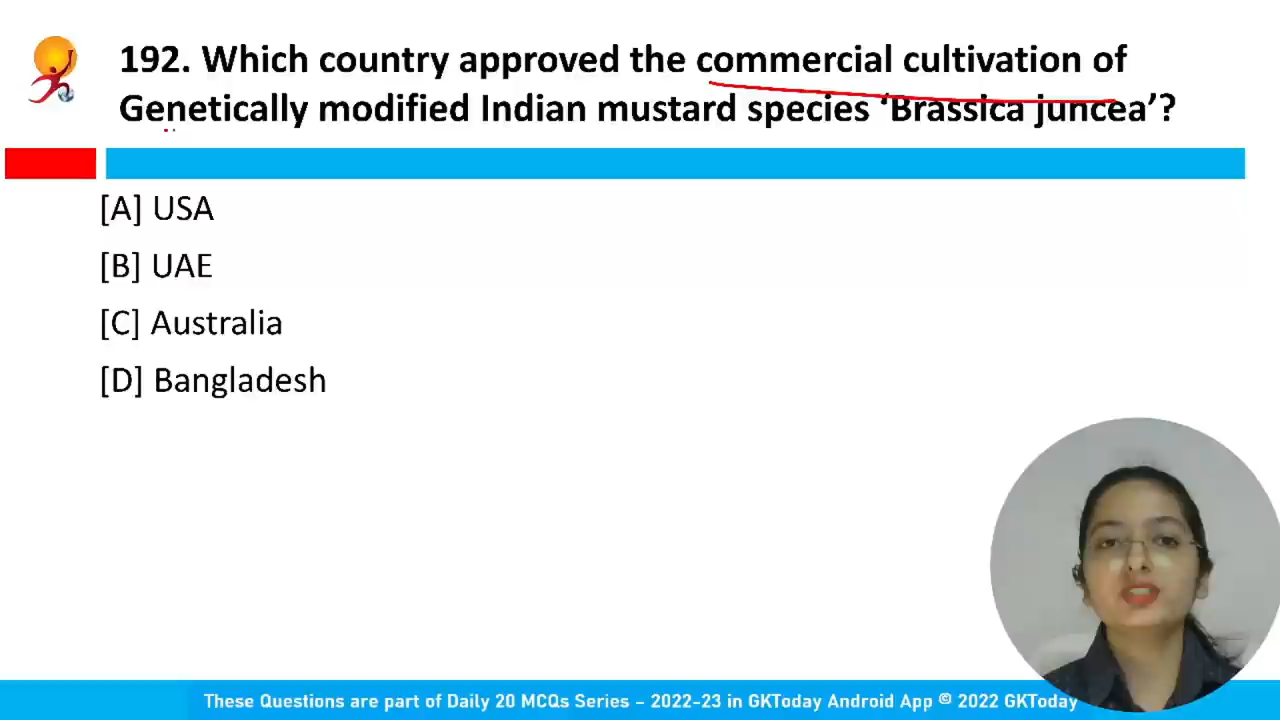 192. Which country approved the commercial cultivation of
Genetically modified Indian mustard species ‘Brassica juncea’?
[A] USA
[B] UAE
[C] Australia
[D] Bangladesh
These Questions are part of Daily 20 MCQs Series – 2022-23 in GKToday Android App © 2022 GKToday